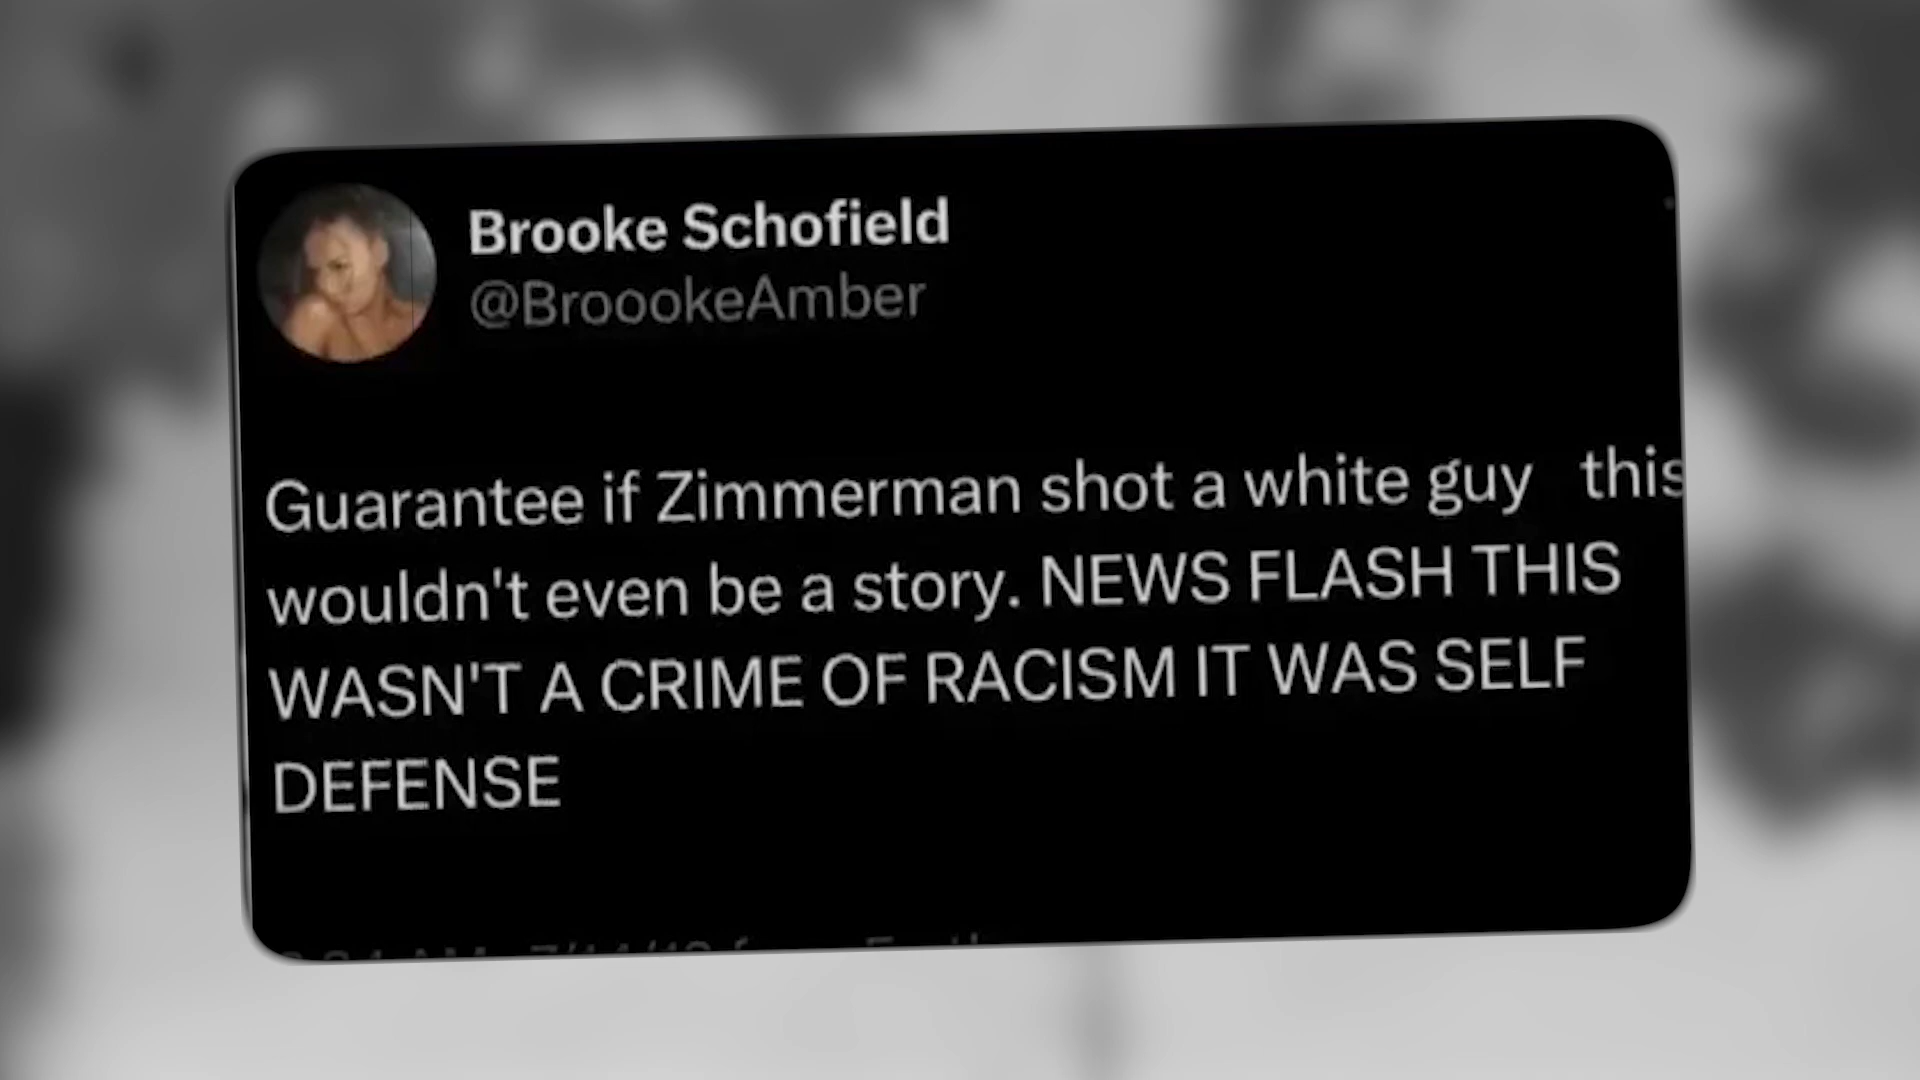 Brooke Schofield
@BroookeAmber
Guarantee if Zimmerman shot a white guy this
wouldn't even be a story. NEWS FLASH THIS
WASN'T A CRIME OF RACISM IT WAS SELF
DEFENSE